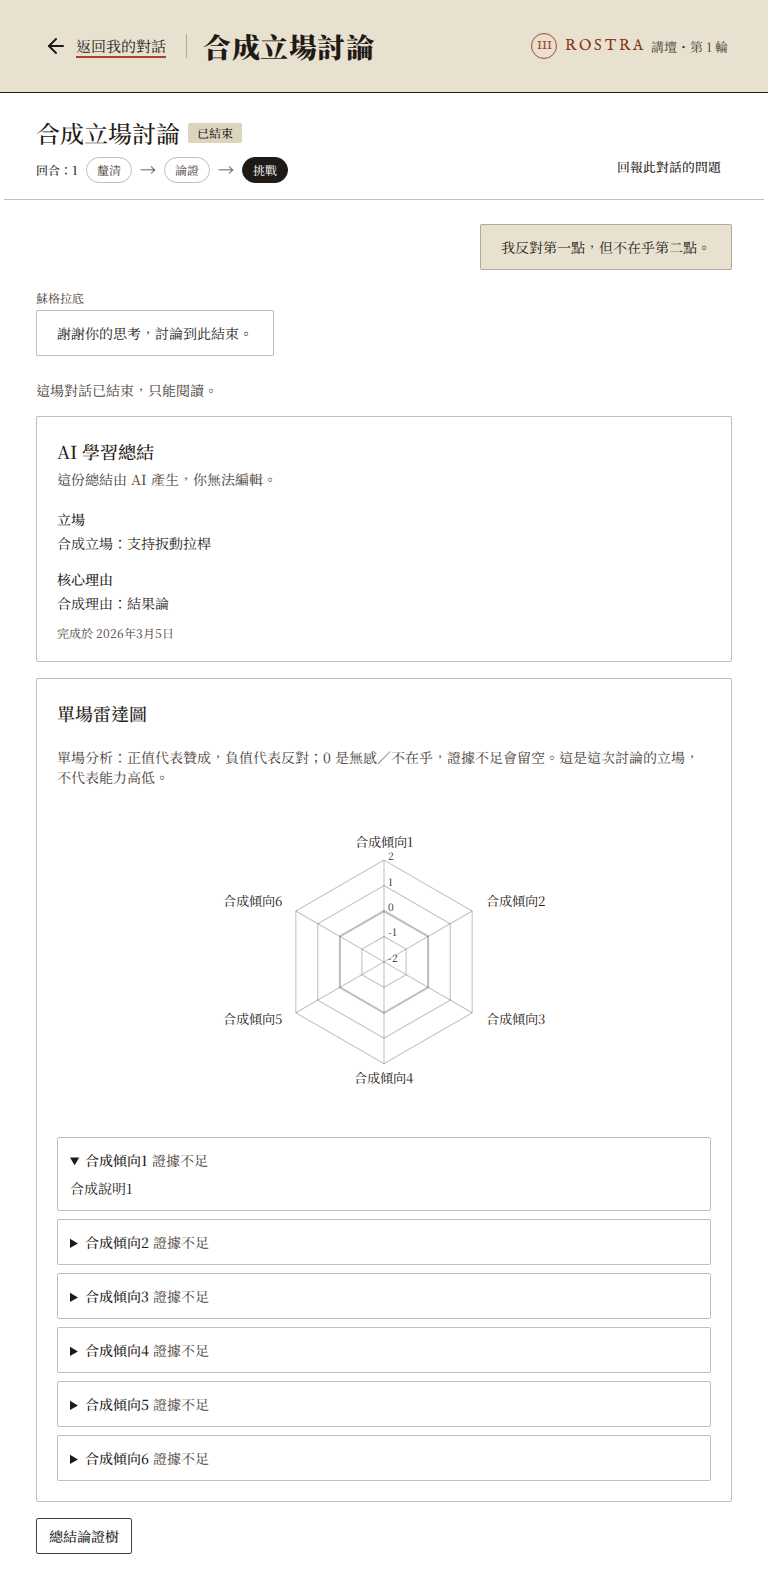 返回我的對話
合成立場討論
III ROSTRA 講壇・第 1 輪
合成立場討論 已結束
回合：1 釐清 → 論證 → 挑戰
回報此對話的問題
我反對第一點，但不在乎第二點。
蘇格拉底
謝謝你的思考，討論到此結束。
這場對話已結束，只能閱讀。
AI 學習總結
這份總結由 AI 產生，你無法編輯。
立場
合成立場：支持扳動拉桿
核心理由
合成理由：結果論
完成於 2026年3月5日
單場雷達圖
單場分析：正值代表贊成，負值代表反對；0 是無感／不在乎，證據不足會留空。這是這次討論的立場，
不代表能力高低。
合成傾向1
2
1
0
-1
-2
合成傾向6
合成傾向2
合成傾向5
合成傾向3
合成傾向4
合成傾向1 證據不足
合成說明1
合成傾向2 證據不足
合成傾向3 證據不足
合成傾向4 證據不足
合成傾向5 證據不足
合成傾向6 證據不足
總結論證樹